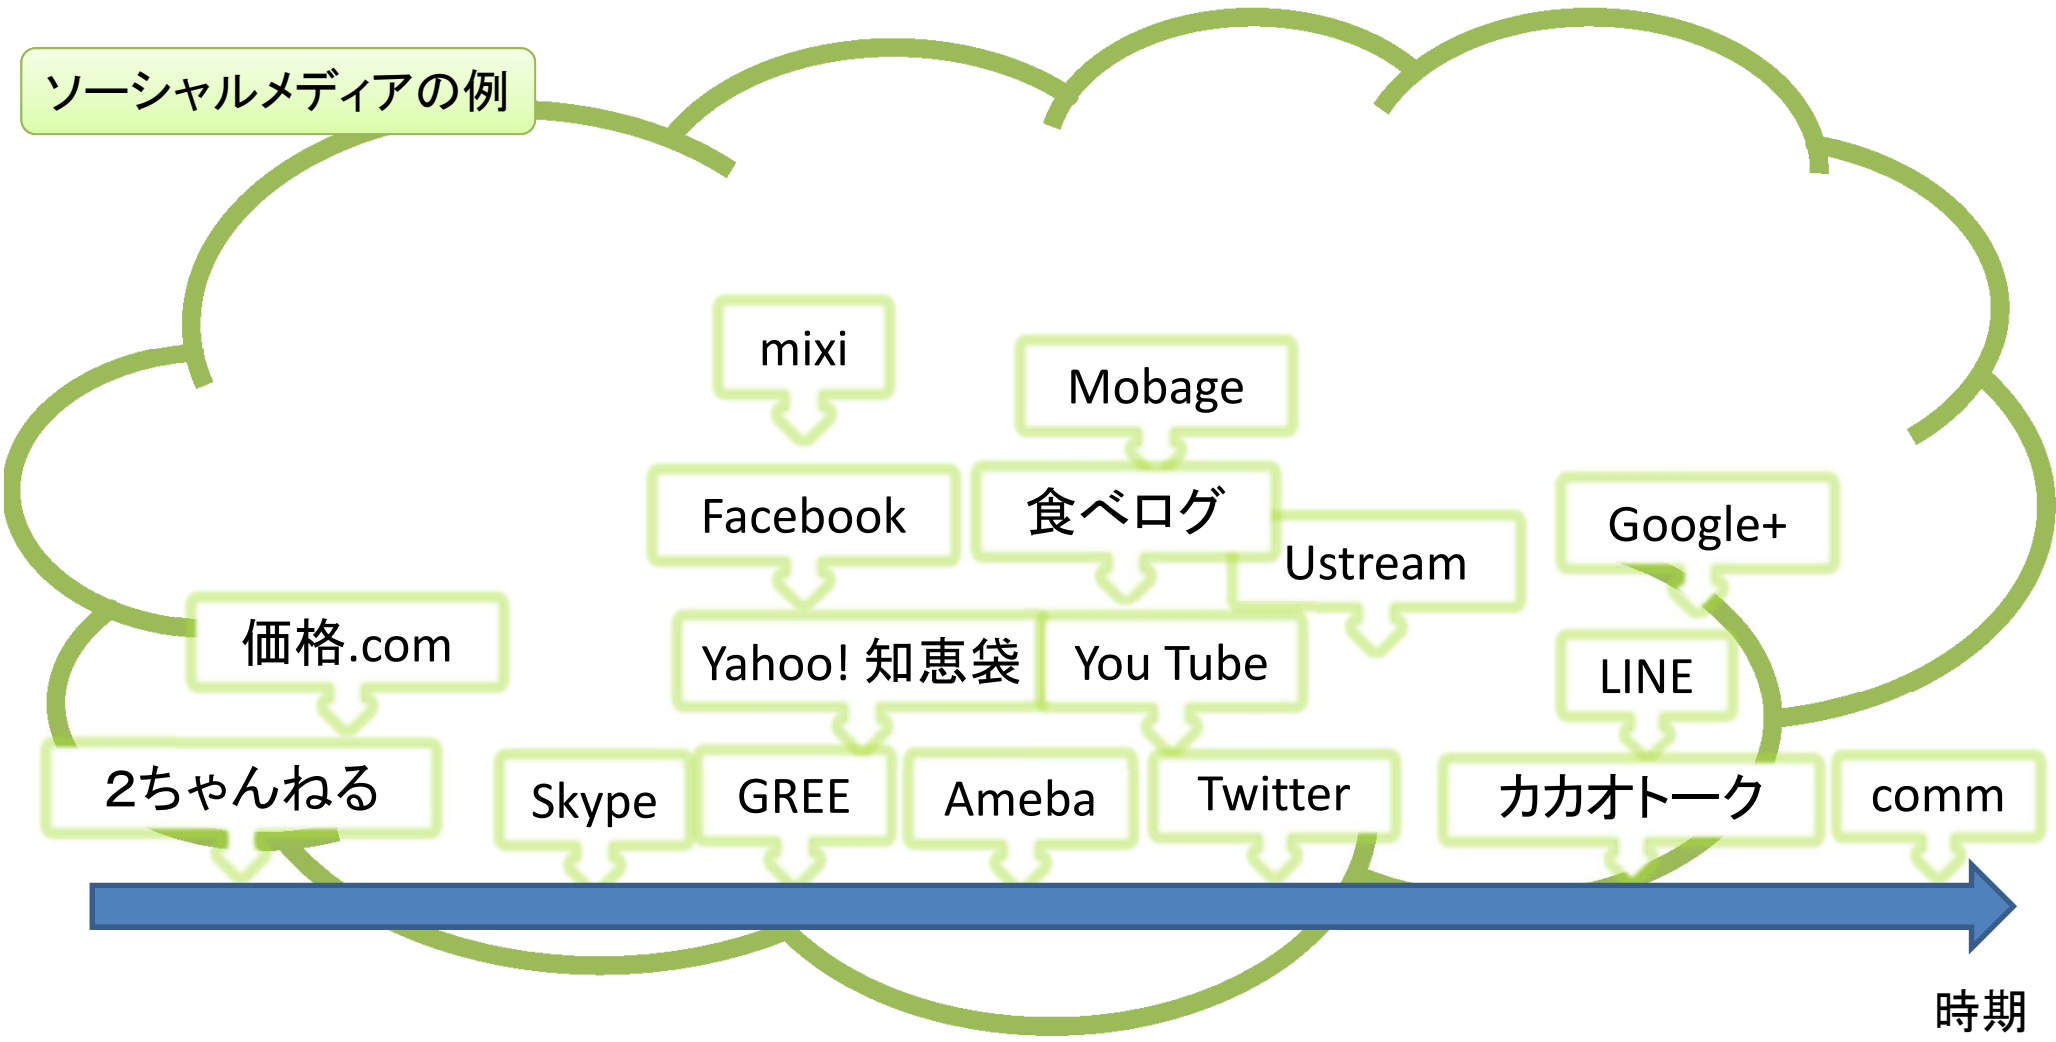 ソーシャルメディアの例
mixi
Mobage
Facebook
食べログ
Ustream
Google+
価格.com
Yahoo! 知恵袋
You Tube
LINE
２ちゃんねる
Skype
GREE
Ameba
Twitter
カカオトーク
comm
時期